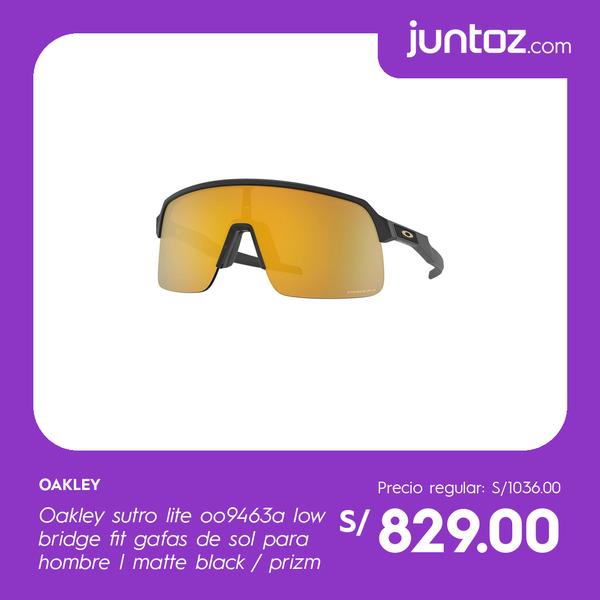 juntoz.com
OAKLEY
Oakley sutro lite oo9463a low
bridge fit gafas de sol para
hombre | matte black / prizm
Precio regular: S/1036.00
S/ 829.00